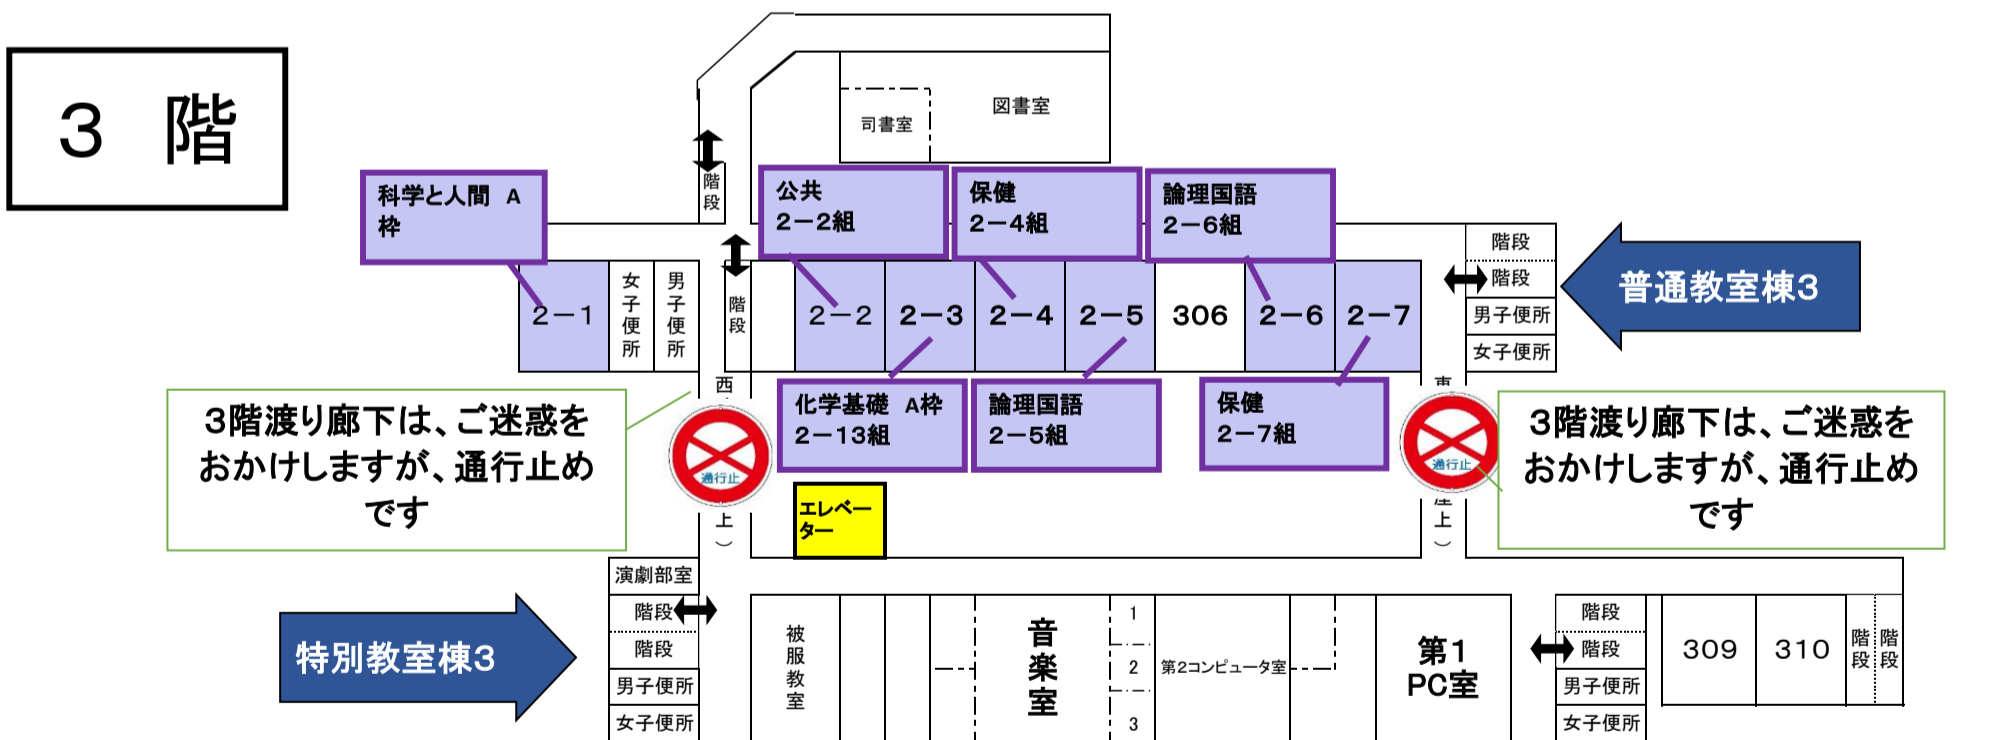 3 階
図書室
司書室
階段
科学と人間 A
枠
公共
2−2組
保健
2−4組
論理国語
2−6組
階段
階段
男子便所
女子便所
普通教室棟3
2−1
女子便所
男子便所
階段
2−2
2−3
2−4
2−5
306
2−6
2−7
西
化学基礎 A枠
2−13組
論理国語
2−5組
保健
2−7組
3階渡り廊下は、ご迷惑を
おかけしますが、通行止め
です
通行止
上）
エレベー
ター
通行止
上）
3階渡り廊下は、ご迷惑を
おかけしますが、通行止め
です
演劇部室
階段
階段
男子便所
女子便所
特別教室棟3
被服教室
音楽室
1
2
3
第2コンピュータ室
第1
PC室
階段
階段
男子便所
女子便所
309
310
階段
階段